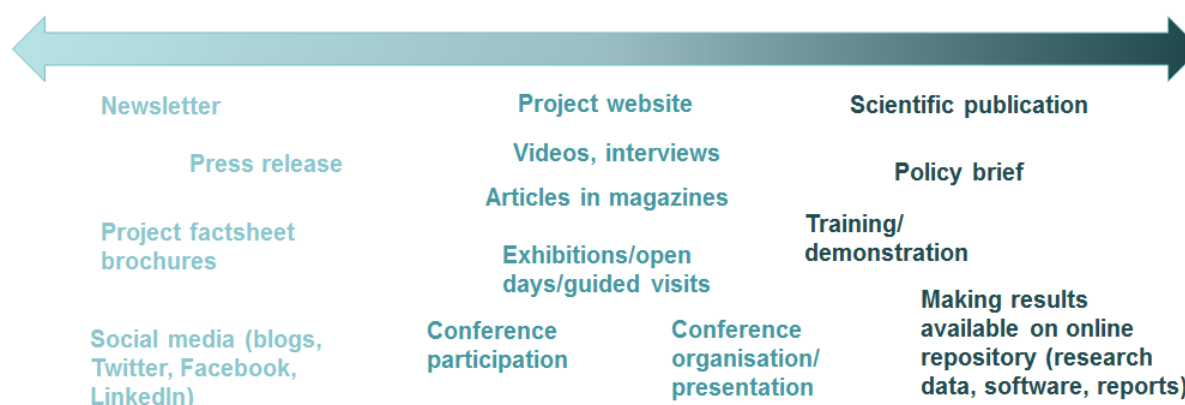 Newsletter
Project website
Scientific publication
Press release
Videos, interviews
Policy brief
Articles in magazines
Project factsheet
brochures
Training/
demonstration
Exhibitions/open
days/guided visits
Social media (blogs,
Twitter, Facebook,
LinkedIn)
Conference
participation
Conference
organisation/
presentation
Making results
available on online
repository (research
data, software, reports)